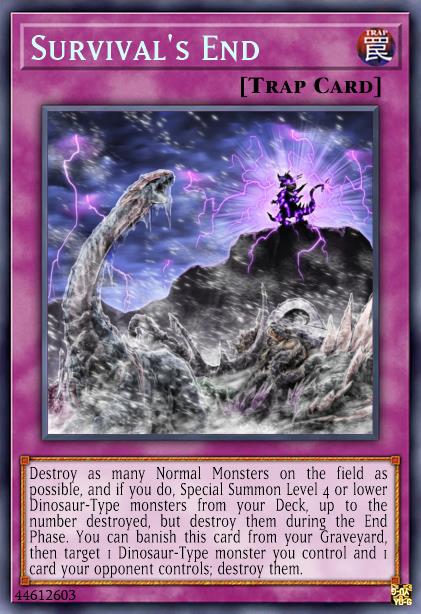 Survival's End
TRAP
罠
[Trap Card]
Destroy as many Normal Monsters on the field as
possible, and if you do, Special Summon Level 4 or lower
Dinosaur-Type monsters from your Deck, up to the
number destroyed, but destroy them during the End
Phase. You can banish this card from your Graveyard,
then target 1 Dinosaur-Type monster you control and 1
card your opponent controls; destroy them.
44612603